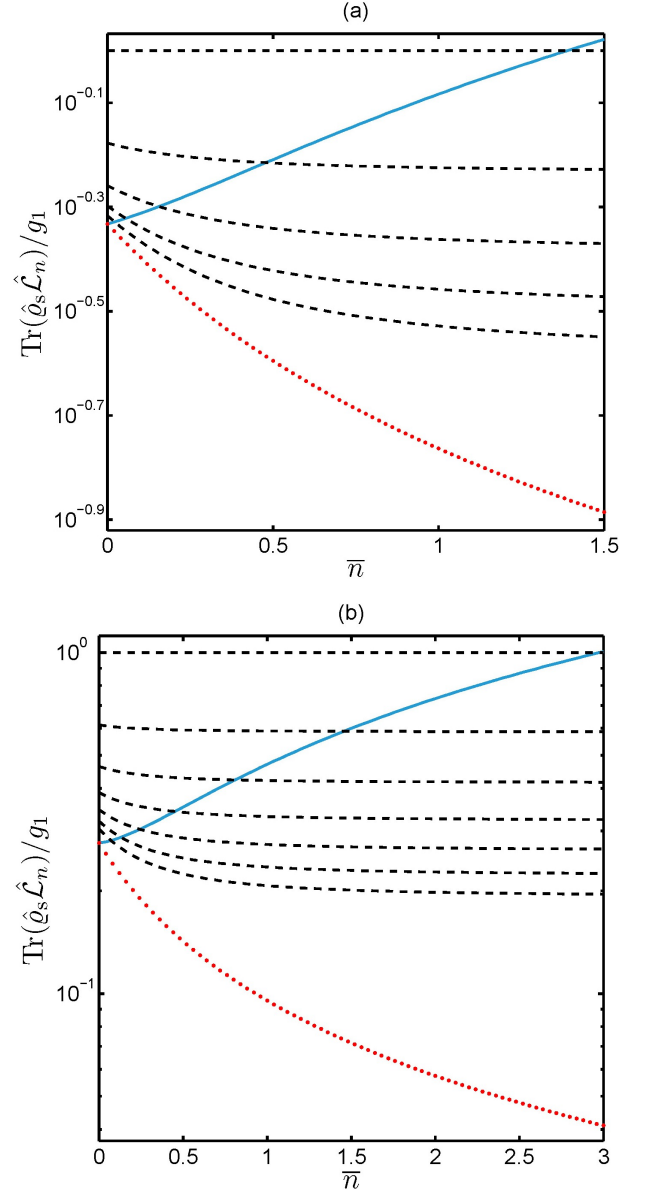 (a)
Tr(ϱ̂ₛℒ̂ₙ)/g₁
10⁻⁰·¹
10⁻⁰·³
10⁻⁰·⁵
10⁻⁰·⁷
10⁻⁰·⁹
0 0.5 1 1.5
n̅
(b)
Tr(ϱ̂ₛℒ̂ₙ)/g₁
10⁰
10⁻¹
0 0.5 1 1.5 2 2.5 3
n̅